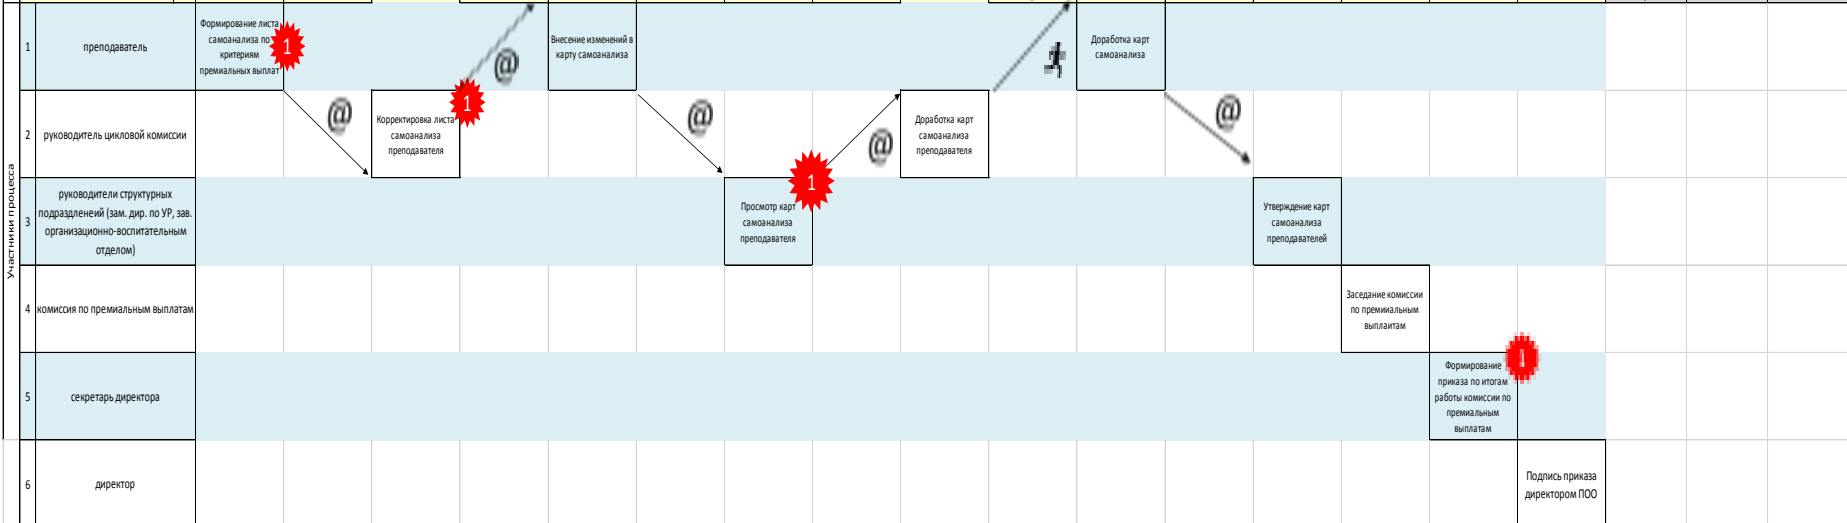 Участники процесса
1
преподаватель
Формирование листа
самоанализа по
критериям
премиальных выплат
1
@
Внесение изменений в
карту самоанализа
Доработка карт
самоанализа
2
руководитель цикловой комиссии
@
Корректировка листа
самоанализа
преподавателя
1
@
@
Доработка карт
самоанализа
преподавателя
@
3
руководители структурных
подразделений (зам. дир. по УР, зав.
организационно-воспитательным
отделом)
Просмотр карт
самоанализа
преподавателя
1
Утверждение карт
самоанализа
преподавателей
4
комиссия по премиальным выплатам
Заседание комиссии
по премииальным
выплаитам
5
секретарь директора
Формирование
приказа по итогам
работы комиссии по
премиальным
выплатам
6
директор
Подпись приказа
директором ПОО